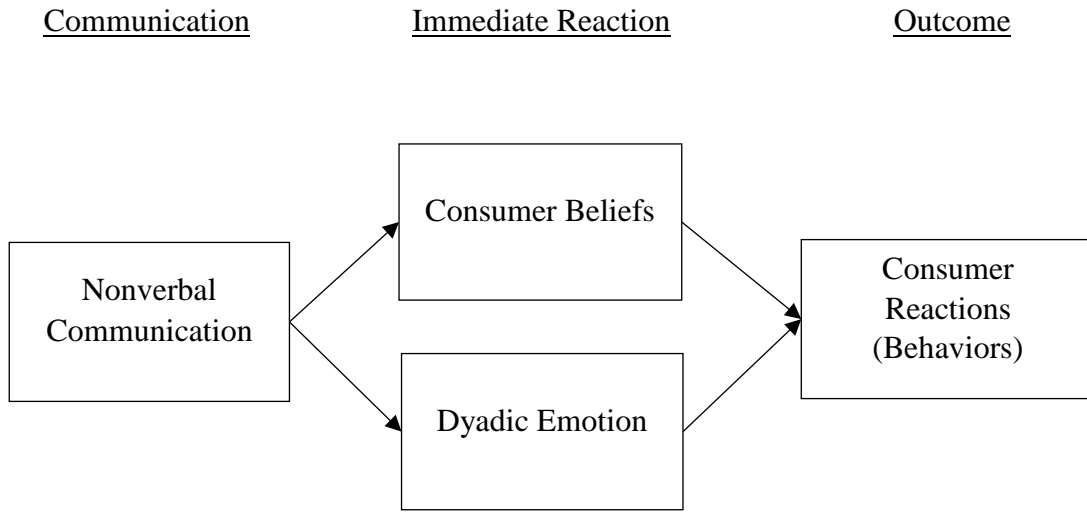 Communication
Immediate Reaction
Outcome
Consumer Beliefs
Nonverbal
Communication
Consumer
Reactions
(Behaviors)
Dyadic Emotion